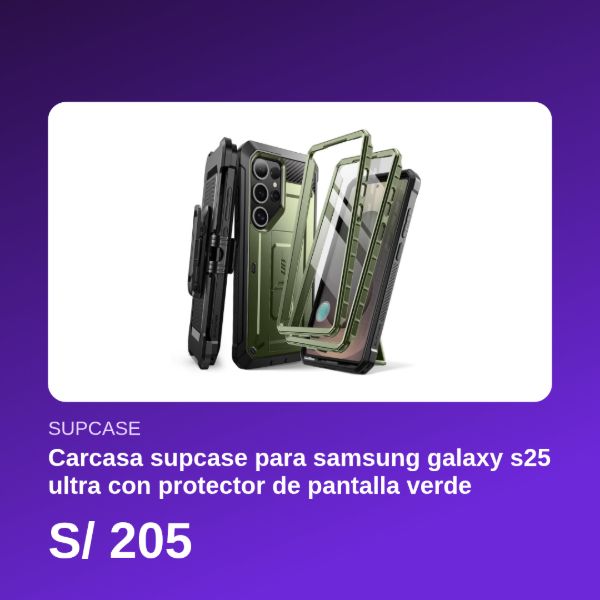 SUPCASE
Carcasa supcase para samsung galaxy s25
ultra con protector de pantalla verde
S/ 205